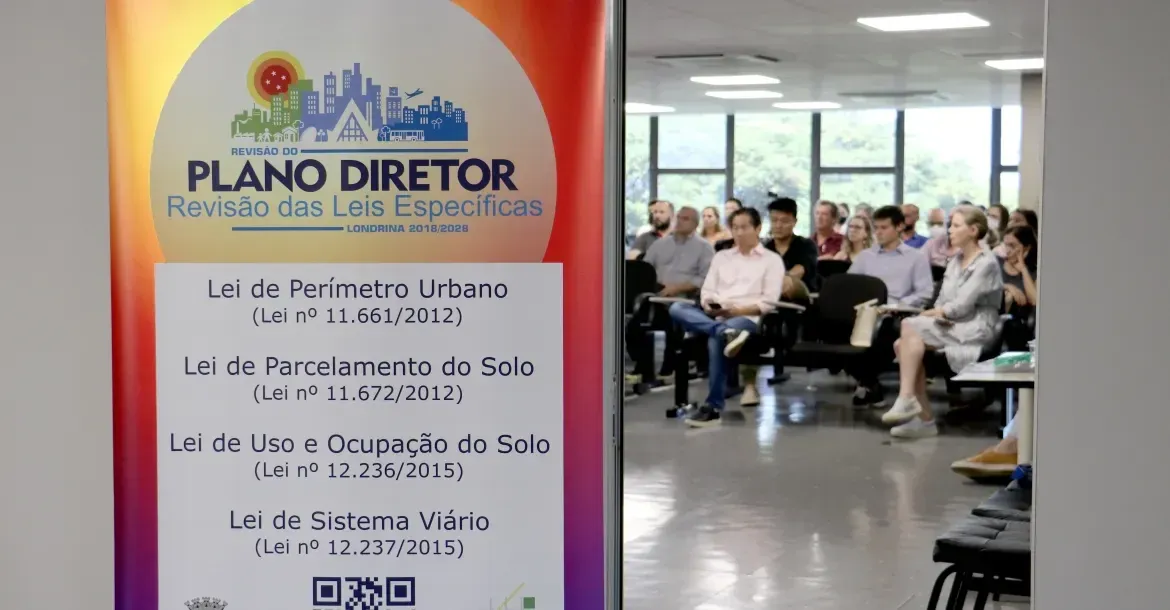 REVISÃO DO
PLANO DIRETOR
Revisão das Leis Específicas
LONDRINA 2018/2028
Lei de Perímetro Urbano
(Lei nº 11.661/2012)
Lei de Parcelamento do Solo
(Lei nº 11.672/2012)
Lei de Uso e Ocupação do Solo
(Lei nº 12.236/2015)
Lei de Sistema Viário
(Lei nº 12.237/2015)